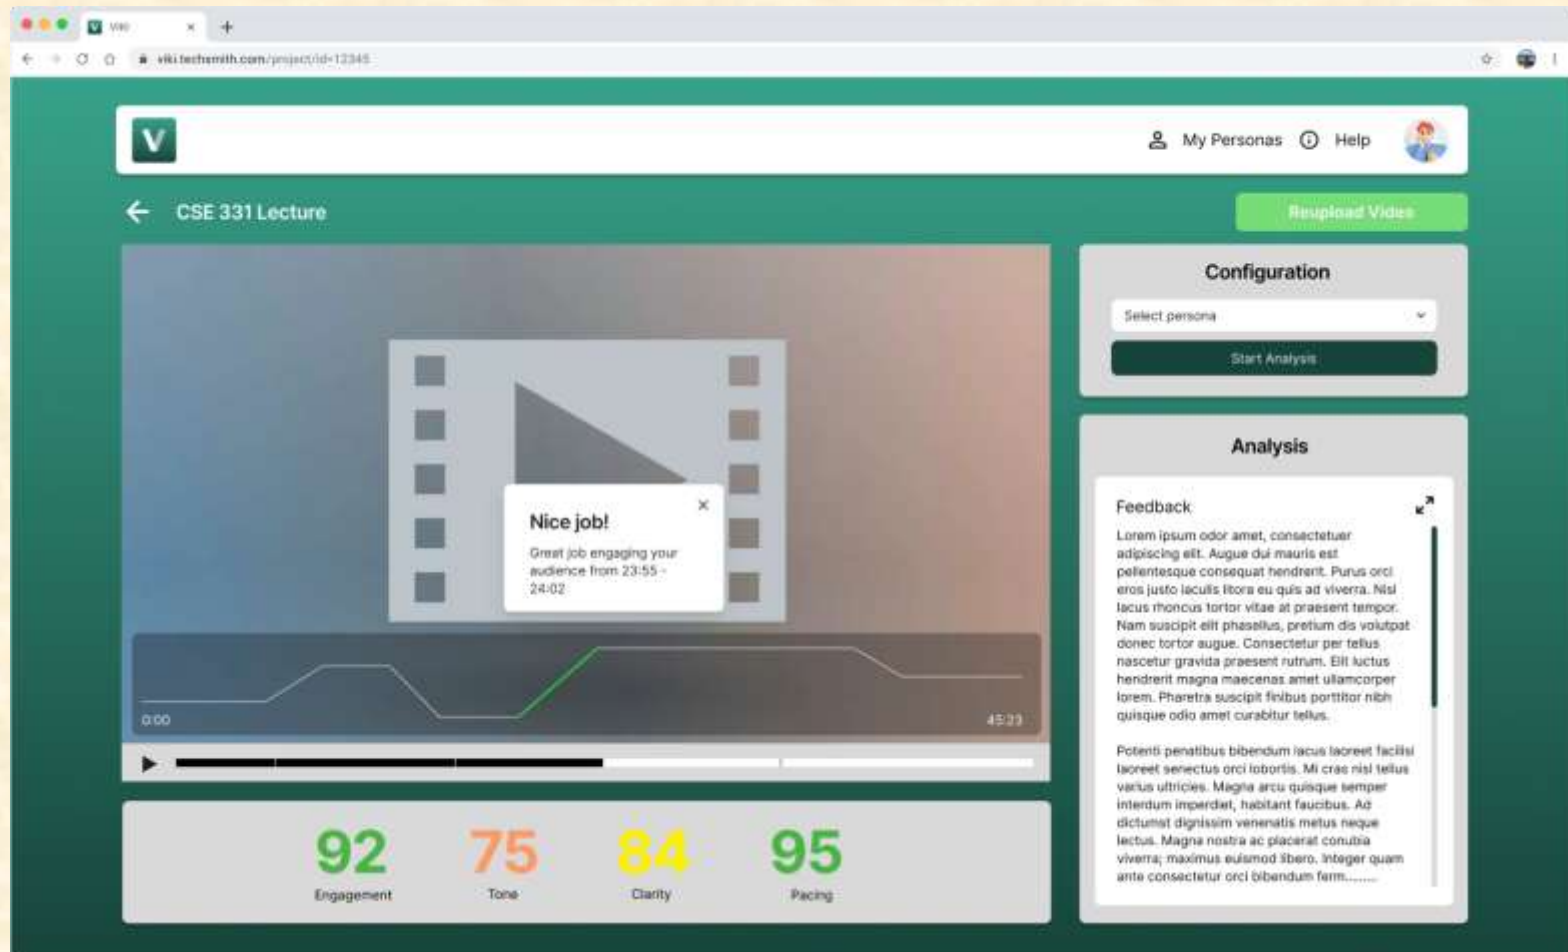 Viki
viki.techsmith.com/project/id=12345
V
My Personas
Help
CSE 331 Lecture
Reupload Video
Nice job!
Great job engaging your
audience from 23:55 -
24:02
0:00
45:23
92
Engagement
75
Tone
84
Clarity
95
Pacing
Configuration
Select persona
Start Analysis
Analysis
Feedback
Lorem ipsum odor amet, consectetuer
adipiscing elit. Augue dui mauris est
pellentesque consequat hendrerit. Purus orci
eros justo iaculis litora eu quis ad viverra. Nisl
lacus rhoncus tortor vitae at praesent tempor.
Nam suscipit elit phasellus, pretium dis volutpat
donec tortor augue. Consectetur per tellus
nascetur gravida praesent rutrum. Elit luctus
hendrerit magna maecenas amet ullamcorper
lorem. Pharetra suscipit finibus porttitor nibh
quisque odio amet curabitur tellus.
Potenti penatibus bibendum lacus laoreet facilisi
laoreet senectus orci lobortis. Mi cras nisl tellus
varius ultricies. Magna arcu quisque semper
interdum imperdiet, habitant faucibus. Ad
dictumst dignissim venenatis metus neque
lectus. Magna nostra ac placerat conubia
viverra; maximus euismod libero. Integer quam
ante consectetur orci bibendum ferm........